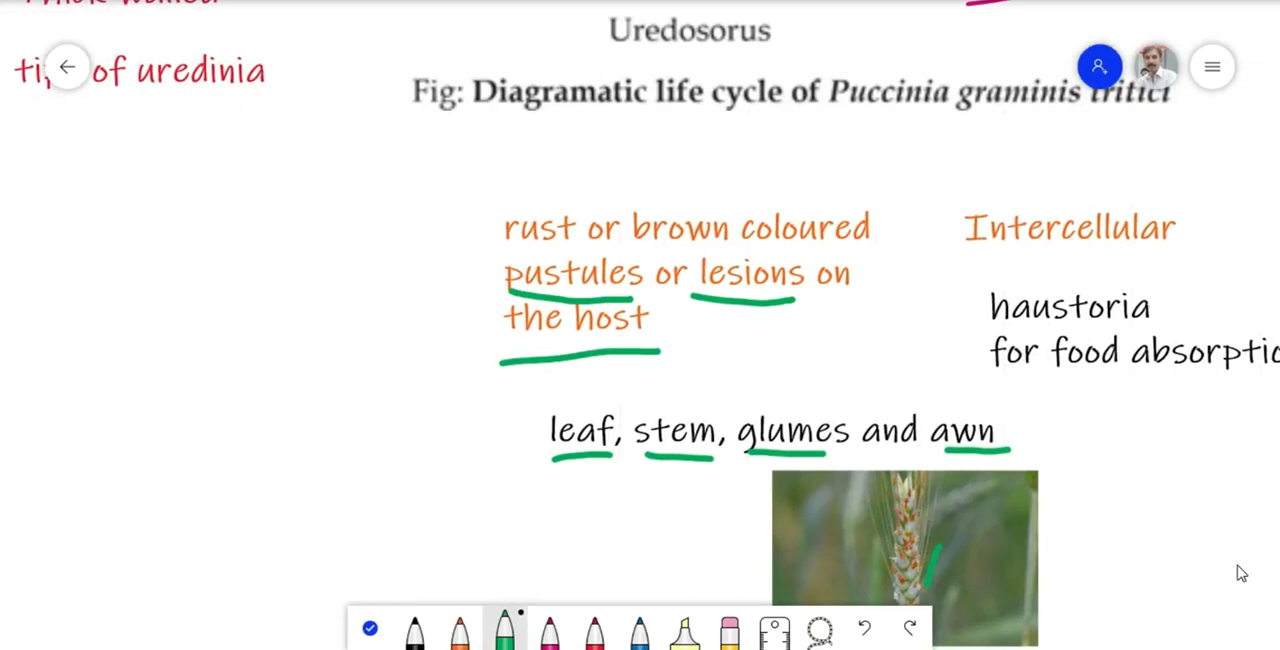 Uredosorus
of uredinia
Fig: Diagramatic life cycle of Puccinia graminis tritici
rust or brown coloured
pustules or lesions on
the host
Intercellular
haustoria
for food absorptio
leaf, stem, glumes and awn